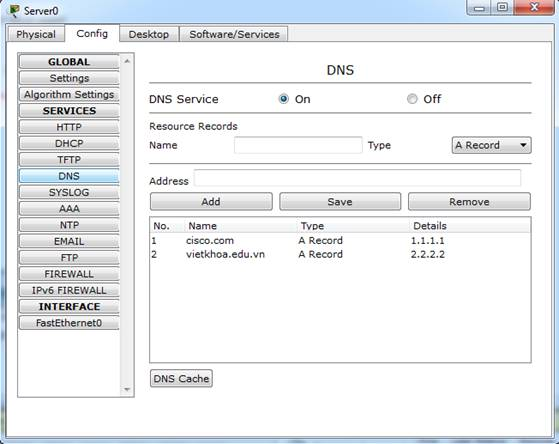 Server0
Physical Config Desktop Software/Services
GLOBAL
Settings
Algorithm Settings
SERVICES
HTTP
DHCP
TFTP
DNS
SYSLOG
AAA
NTP
EMAIL
FTP
FIREWALL
IPv6 FIREWALL
INTERFACE
FastEthernet0
DNS
DNS Service On Off
Resource Records
Name Type A Record
Address
Add Save Remove
No. Name Type Details
1 cisco.com A Record 1.1.1.1
2 vietkhoa.edu.vn A Record 2.2.2.2
DNS Cache